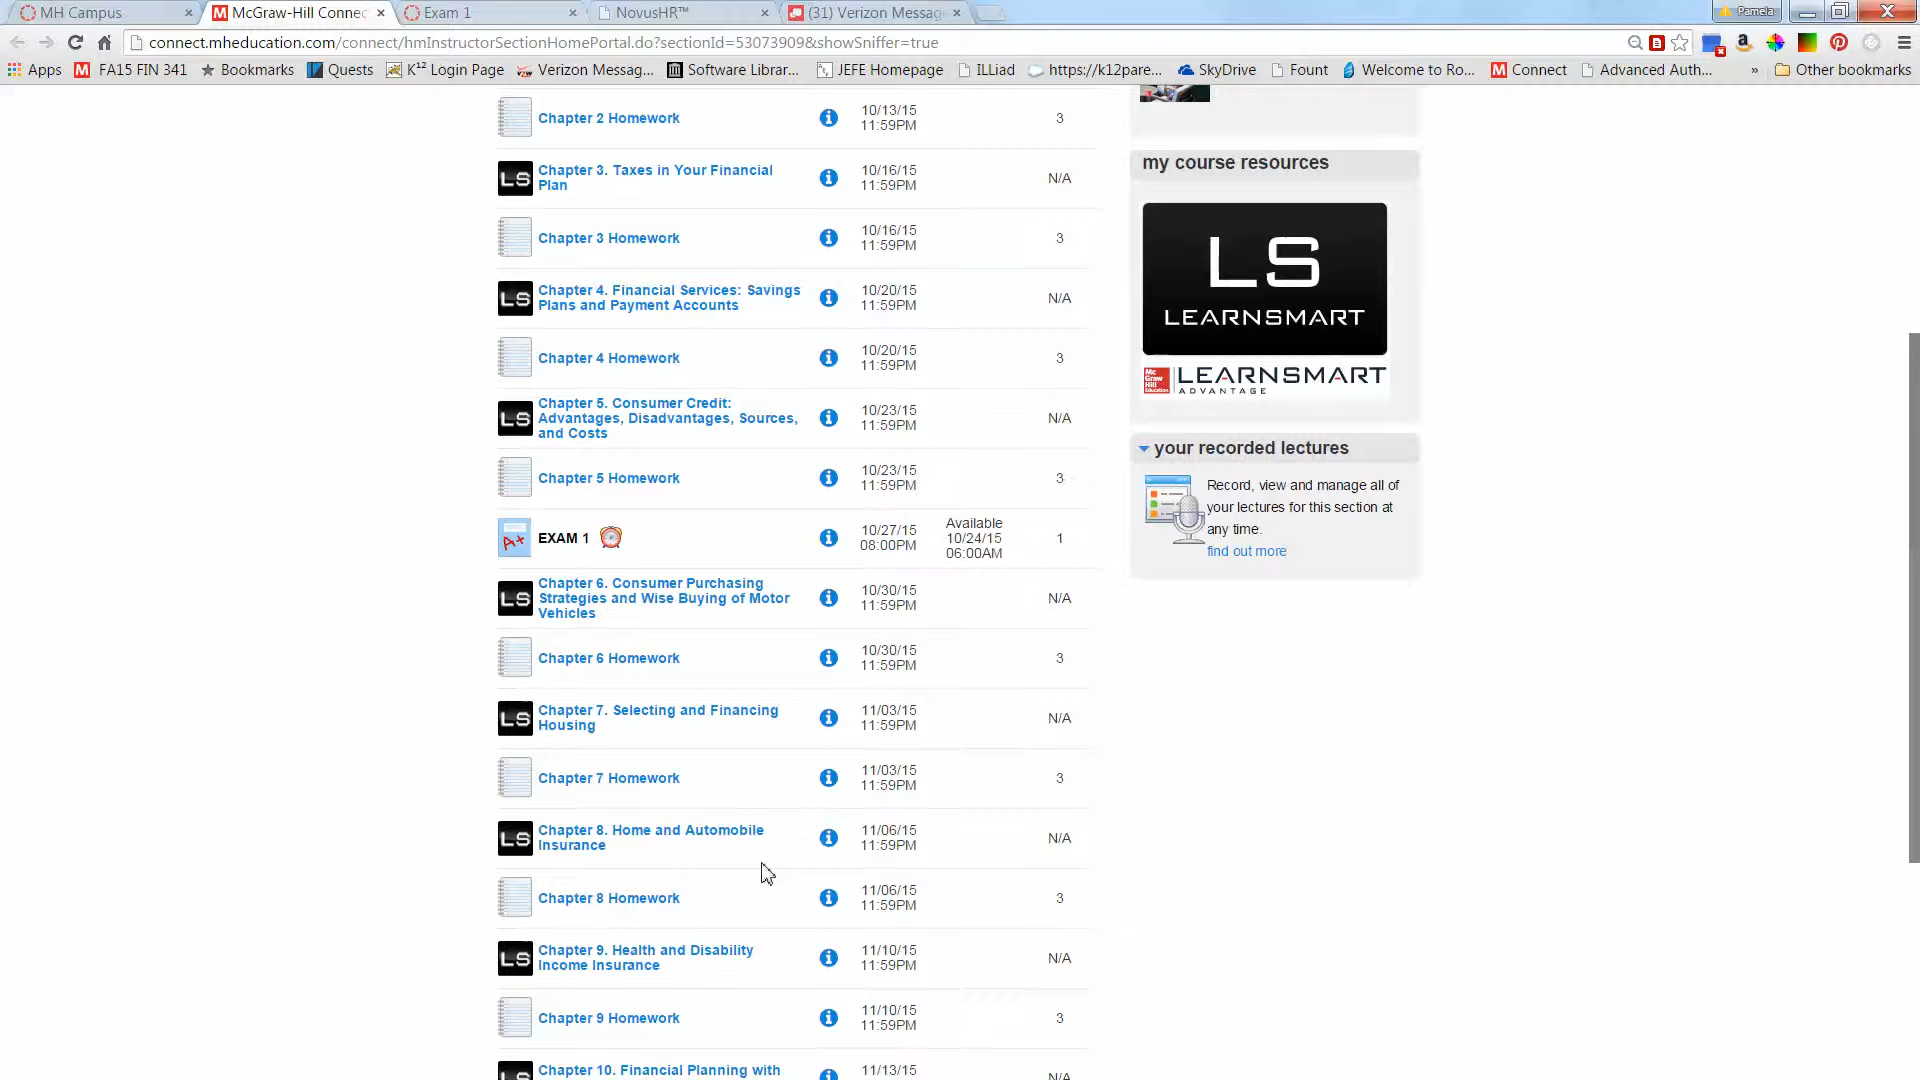 MH Campus
McGraw-Hill Connec
Exam 1
NovusHR™
(31) Verizon Messag
Pamela
connect.mheducation.com/connect/hmInstructorSectionHomePortal.do?sectionId=53073909&showSniffer=true
Apps
FA15 FIN 341
Bookmarks
Quests
K¹² Login Page
Verizon Messag...
Software Librar...
JEFE Homepage
ILLiad
https://k12pare...
SkyDrive
Fount
Welcome to Ro...
Connect
Advanced Auth...
»
Other bookmarks
Chapter 2 Homework
10/13/15
11:59PM
3
LS
Chapter 3. Taxes in Your Financial
Plan
10/16/15
11:59PM
N/A
Chapter 3 Homework
10/16/15
11:59PM
3
LS
Chapter 4. Financial Services: Savings
Plans and Payment Accounts
10/20/15
11:59PM
N/A
Chapter 4 Homework
10/20/15
11:59PM
3
LS
Chapter 5. Consumer Credit:
Advantages, Disadvantages, Sources,
and Costs
10/23/15
11:59PM
N/A
Chapter 5 Homework
10/23/15
11:59PM
3
A+
EXAM 1
10/27/15
08:00PM
Available
10/24/15
06:00AM
1
LS
Chapter 6. Consumer Purchasing
Strategies and Wise Buying of Motor
Vehicles
10/30/15
11:59PM
N/A
Chapter 6 Homework
10/30/15
11:59PM
3
LS
Chapter 7. Selecting and Financing
Housing
11/03/15
11:59PM
N/A
Chapter 7 Homework
11/03/15
11:59PM
3
LS
Chapter 8. Home and Automobile
Insurance
11/06/15
11:59PM
N/A
Chapter 8 Homework
11/06/15
11:59PM
3
LS
Chapter 9. Health and Disability
Income Insurance
11/10/15
11:59PM
N/A
Chapter 9 Homework
11/10/15
11:59PM
3
LS
Chapter 10. Financial Planning with
11/13/15
N/A
my course resources
LS
LEARNSMART
Mc
Graw
Hill
Education
LEARNSMART
ADVANTAGE
your recorded lectures
Record, view and manage all of
your lectures for this section at
any time.
find out more